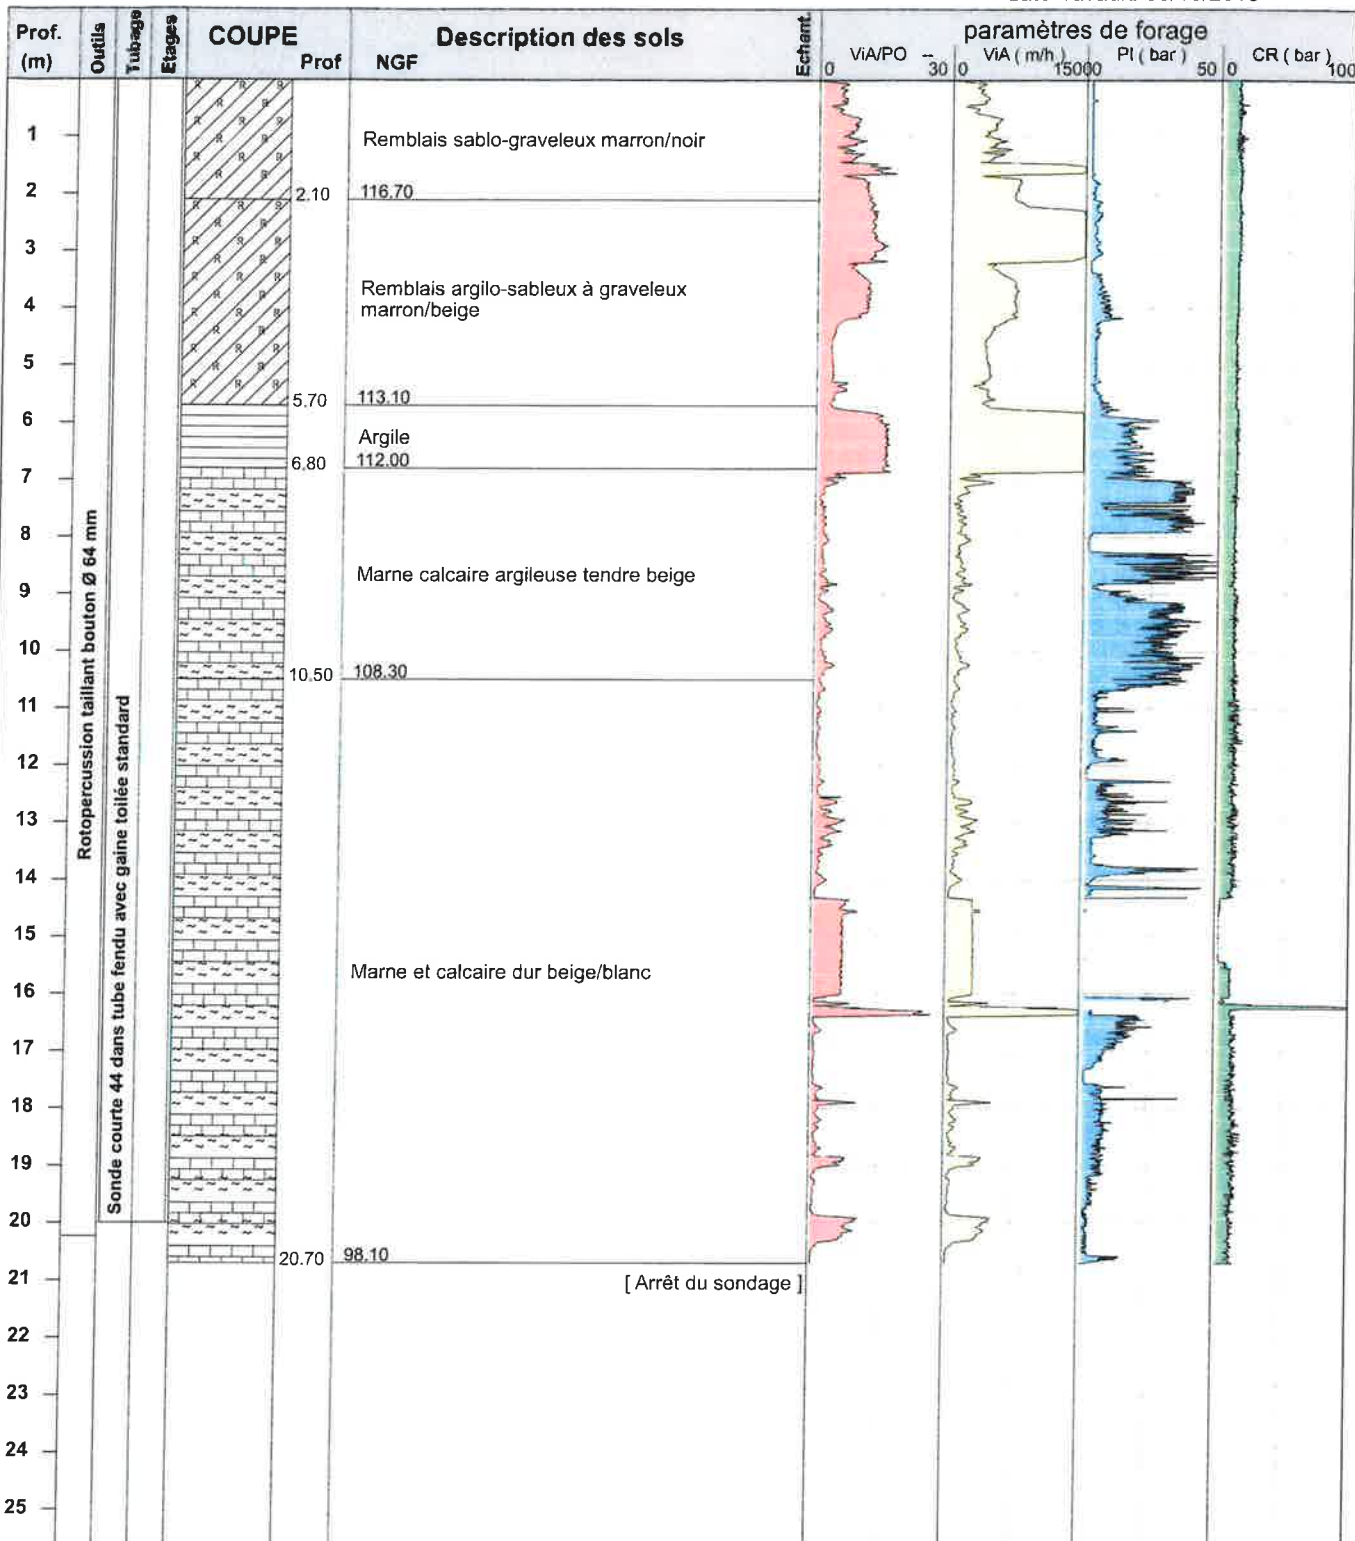 Prof.
(m)
Outils
Tubage
Etages
COUPE
Prof
Description des sols
NGF
Echant.
paramètres de forage
ViA/PO --
0 30
ViA ( m/h )
0 1500
PI ( bar )
0 50
CR ( bar )
0 100
1
Remblais sablo-graveleux marron/noir
2
2.10 116.70
3
Remblais argilo-sableux à graveleux
marron/beige
4
5
5.70 113.10
6
Argile
6.80 112.00
7
8
Marne calcaire argileuse tendre beige
9
10
10.50 108.30
11
12
13
14
15
Marne et calcaire dur beige/blanc
16
17
18
19
20
20.70 98.10
21
[ Arrêt du sondage ]
22
23
24
25
Rotopercussion taillant bouton Ø 64 mm
Sonde courte 44 dans tube fendu avec gaine toilée standard